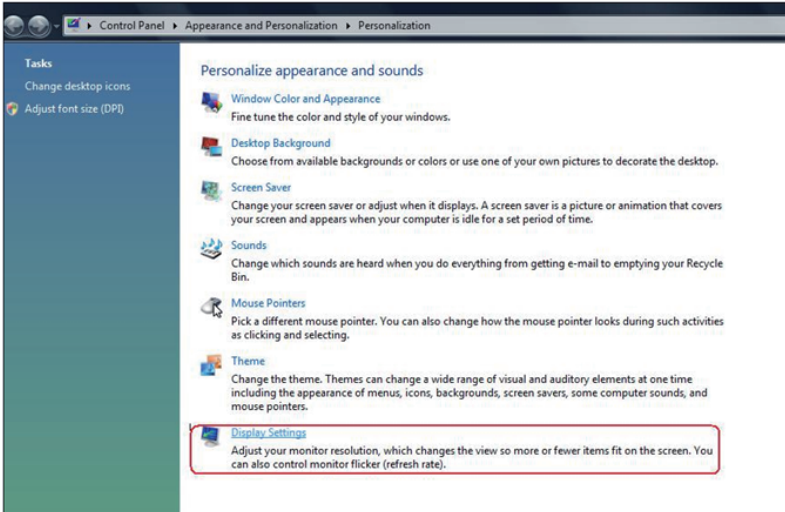 Control Panel ▸ Appearance and Personalization ▸ Personalization
Tasks
Change desktop icons
Adjust font size (DPI)
Personalize appearance and sounds
Window Color and Appearance
Fine tune the color and style of your windows.
Desktop Background
Choose from available backgrounds or colors or use one of your own pictures to decorate the desktop.
Screen Saver
Change your screen saver or adjust when it displays. A screen saver is a picture or animation that covers
your screen and appears when your computer is idle for a set period of time.
Sounds
Change which sounds are heard when you do everything from getting e-mail to emptying your Recycle
Bin.
Mouse Pointers
Pick a different mouse pointer. You can also change how the mouse pointer looks during such activities
as clicking and selecting.
Theme
Change the theme. Themes can change a wide range of visual and auditory elements at one time
including the appearance of menus, icons, backgrounds, screen savers, some computer sounds, and
mouse pointers.
Display Settings
Adjust your monitor resolution, which changes the view so more or fewer items fit on the screen. You
can also control monitor flicker (refresh rate).